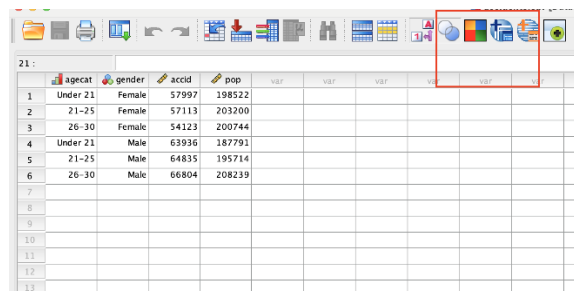 21 :
agecat gender accid pop var var var var var var
1 Under 21 Female 57997 198522
2 21-25 Female 57113 203200
3 26-30 Female 54123 200744
4 Under 21 Male 63936 187791
5 21-25 Male 64835 195714
6 26-30 Male 66804 208239
7
8
9
10
11
12
13